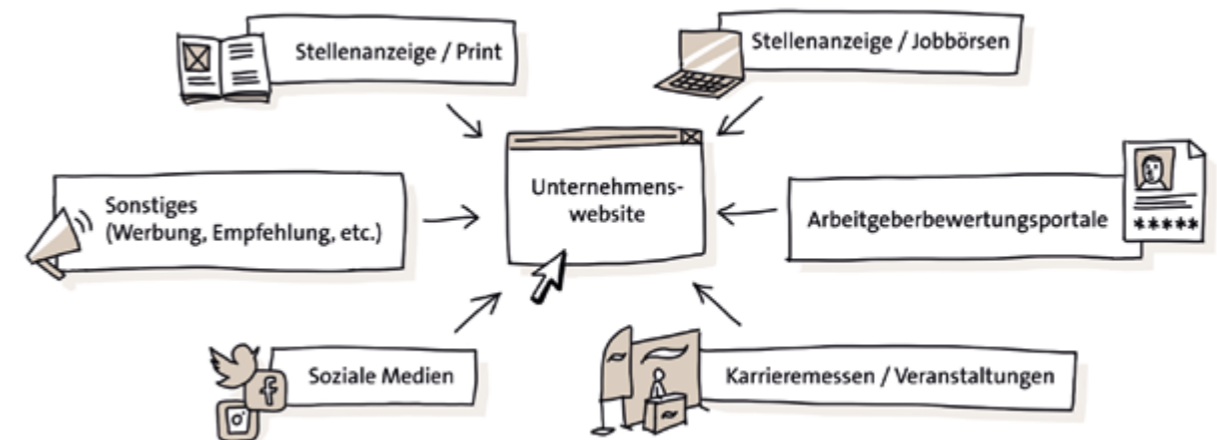 Stellenanzeige / Print
Stellenanzeige / Jobbörsen
Unternehmens-
website
Sonstiges
(Werbung, Empfehlung, etc.)
Arbeitgeberbewertungsportale
*****
Soziale Medien
Karrieremessen / Veranstaltungen